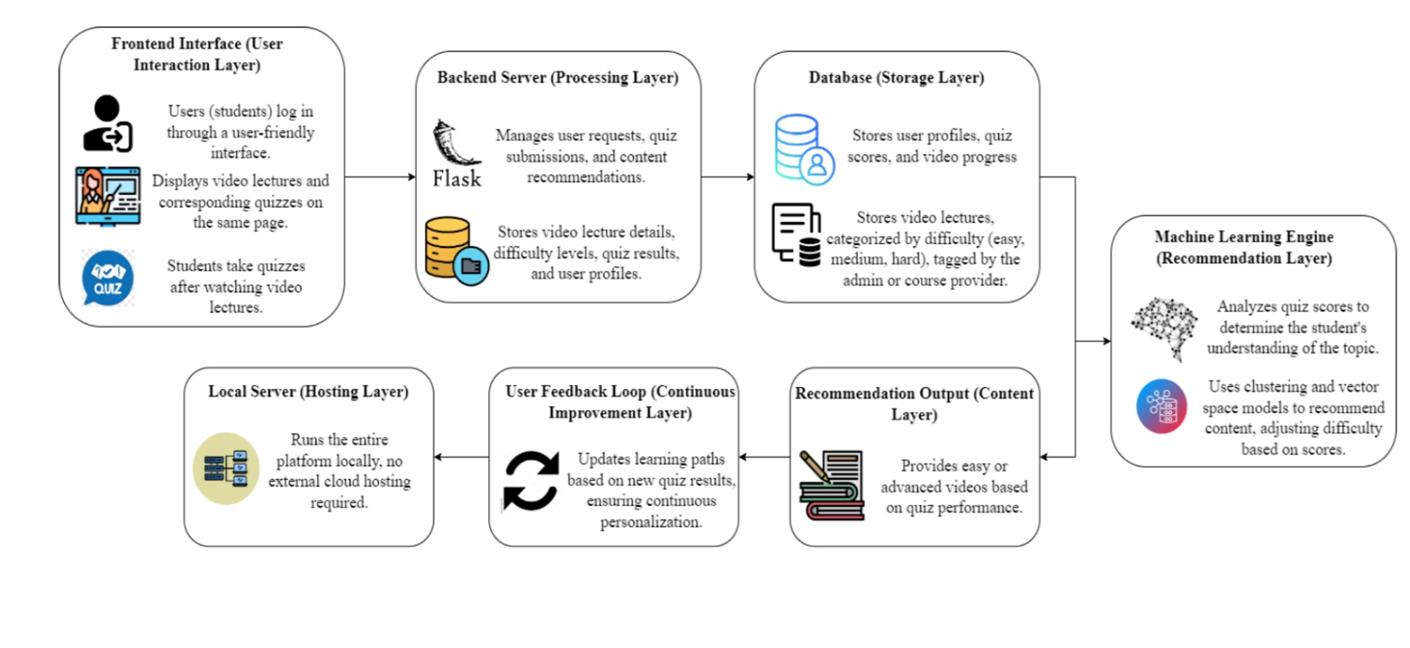 Frontend Interface (User
Interaction Layer)
Users (students) log in
through a user-friendly
interface.
Displays video lectures and
corresponding quizzes on
the same page.
QUIZ
Students take quizzes
after watching video
lectures.
Backend Server (Processing Layer)
Flask
Manages user requests, quiz
submissions, and content
recommendations.
Stores video lecture details,
difficulty levels, quiz results,
and user profiles.
Database (Storage Layer)
Stores user profiles, quiz
scores, and video progress
Stores video lectures,
categorized by difficulty (easy,
medium, hard), tagged by the
admin or course provider.
Machine Learning Engine
(Recommendation Layer)
Analyzes quiz scores to
determine the student's
understanding of the topic.
Uses clustering and vector
space models to recommend
content, adjusting difficulty
based on scores.
Recommendation Output (Content
Layer)
Provides easy or
advanced videos based
on quiz performance.
User Feedback Loop (Continuous
Improvement Layer)
Updates learning paths
based on new quiz results,
ensuring continuous
personalization.
Local Server (Hosting Layer)
Runs the entire
platform locally, no
external cloud hosting
required.